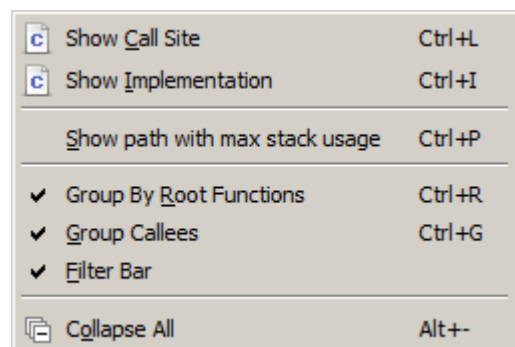 c Show Call Site Ctrl+L
c Show Implementation Ctrl+I
Show path with max stack usage Ctrl+P
Group By Root Functions Ctrl+R
Group Callees Ctrl+G
Filter Bar
Collapse All Alt+-